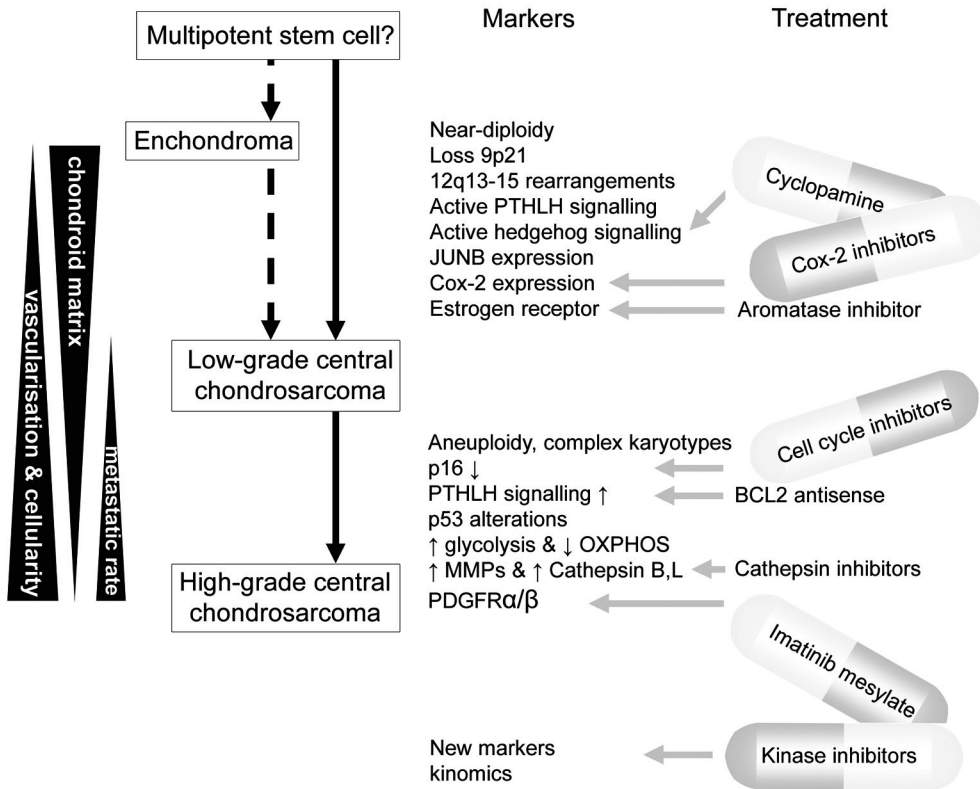 Markers
Treatment
Multipotent stem cell?
Enchondroma
Low-grade central
chondrosarcoma
High-grade central
chondrosarcoma
vascularisation & cellularity
chondroid matrix
metastatic rate
Near-diploidy
Loss 9p21
12q13-15 rearrangements
Active PTHLH signalling
Active hedgehog signalling
JUNB expression
Cox-2 expression
Estrogen receptor
Cyclopamine
Cox-2 inhibitors
Aromatase inhibitor
Aneuploidy, complex karyotypes
p16 ↓
PTHLH signalling ↑
p53 alterations
↑ glycolysis & ↓ OXPHOS
↑ MMPs & ↑ Cathepsin B,L
PDGFRα/β
Cell cycle inhibitors
BCL2 antisense
Cathepsin inhibitors
Imatinib mesylate
New markers
kinomics
Kinase inhibitors